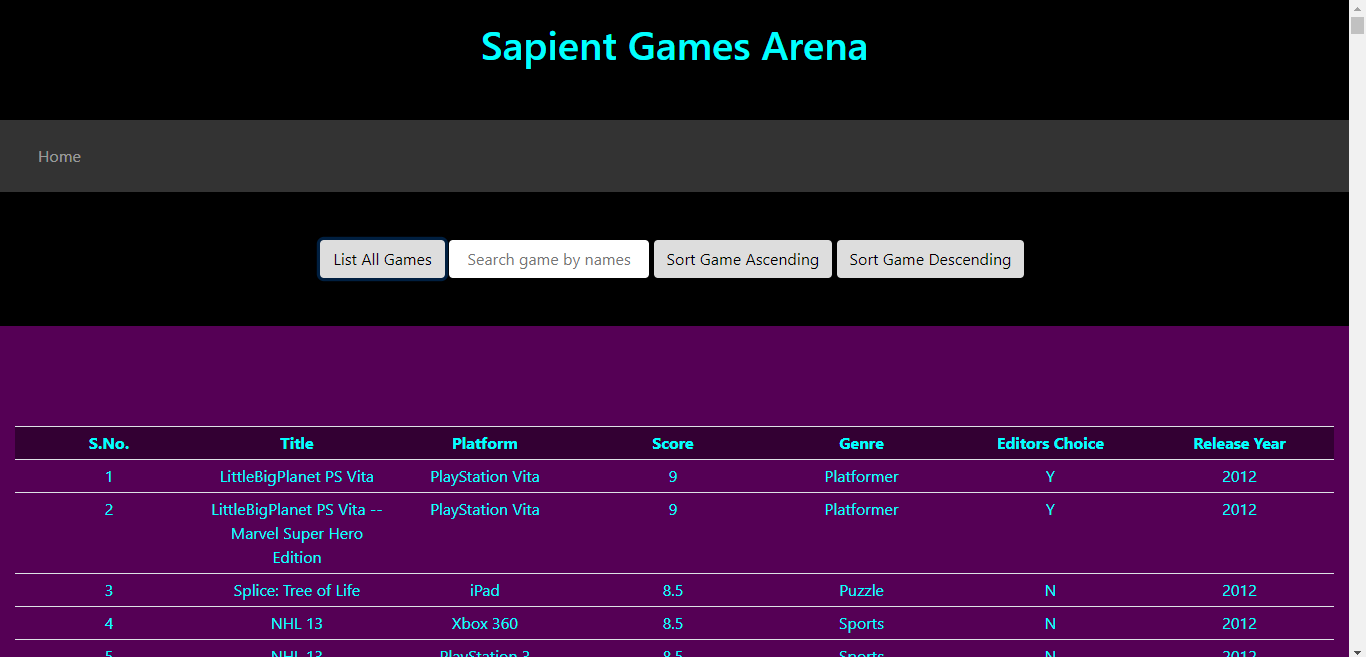 Sapient Games Arena
Home
List All Games Search game by names Sort Game Ascending Sort Game Descending
S.No. Title Platform Score Genre Editors Choice Release Year
1 LittleBigPlanet PS Vita PlayStation Vita 9 Platformer Y 2012
2 LittleBigPlanet PS Vita -- PlayStation Vita 9 Platformer Y 2012
Marvel Super Hero
Edition
3 Splice: Tree of Life iPad 8.5 Puzzle N 2012
4 NHL 13 Xbox 360 8.5 Sports N 2012
5 NHL 13 PlayStation 3 8.5 Sports N 2012